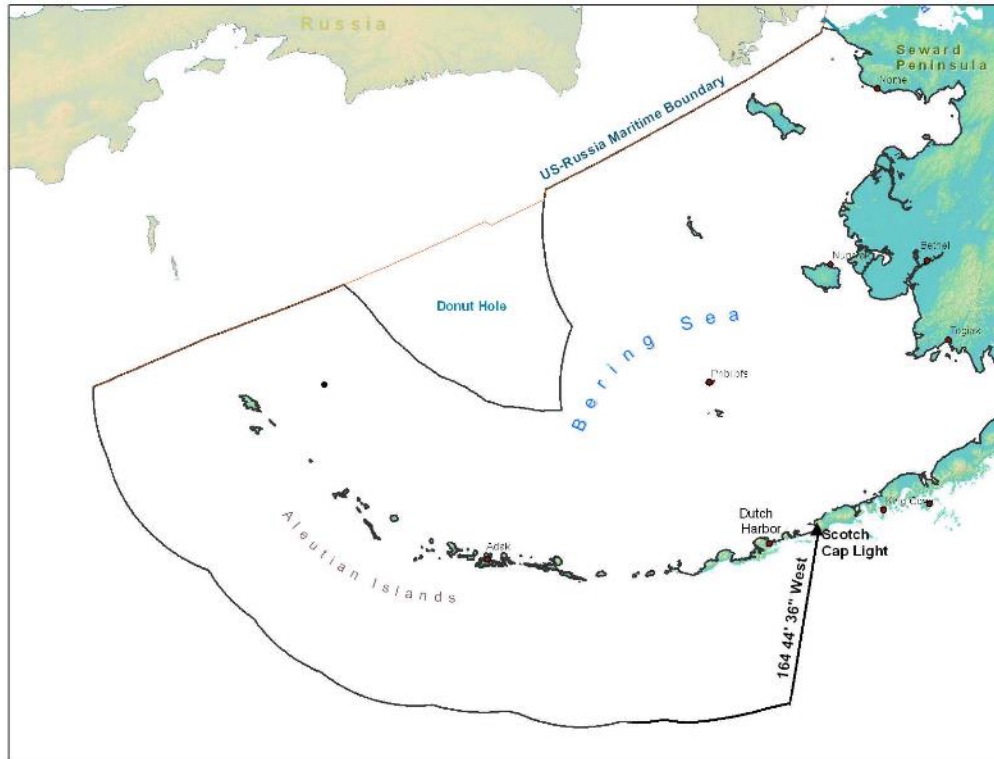 Russia
Seward
Peninsula
Nome
US-Russia Maritime Boundary
Bethel
Donut Hole
Togiak
Bering Sea
Pribilofs
Dutch
Harbor
Scotch
Cap Light
Aleutian Islands
Adak
164 44' 36" West